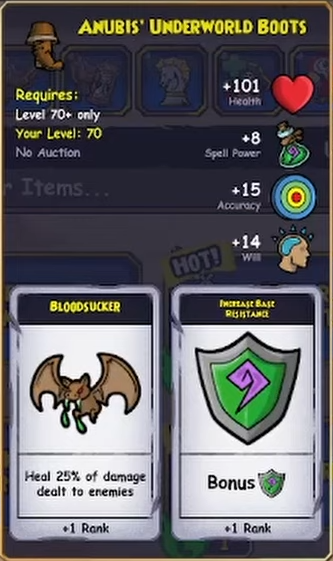 ANUBIS' UNDERWORLD BOOTS
Requires:
Level 70+ only
Your Level: 70
No Auction
+101
Health
+8
Spell Power
+15
Accuracy
+14
Will
r Items...
HOT!
BLOODSUCKER
Heal 25% of damage
dealt to enemies
+1 Rank
INCREASE BASE
RESISTANCE
Bonus
+1 Rank